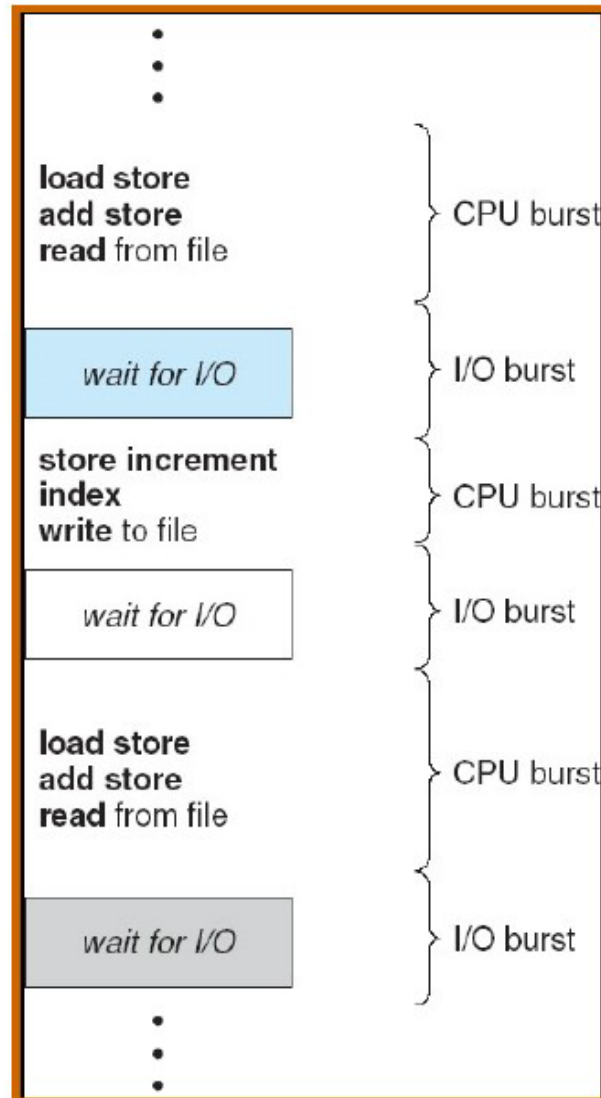 load store
add store
read from file
CPU burst
wait for I/O
I/O burst
store increment
index
write to file
CPU burst
wait for I/O
I/O burst
load store
add store
read from file
CPU burst
wait for I/O
I/O burst